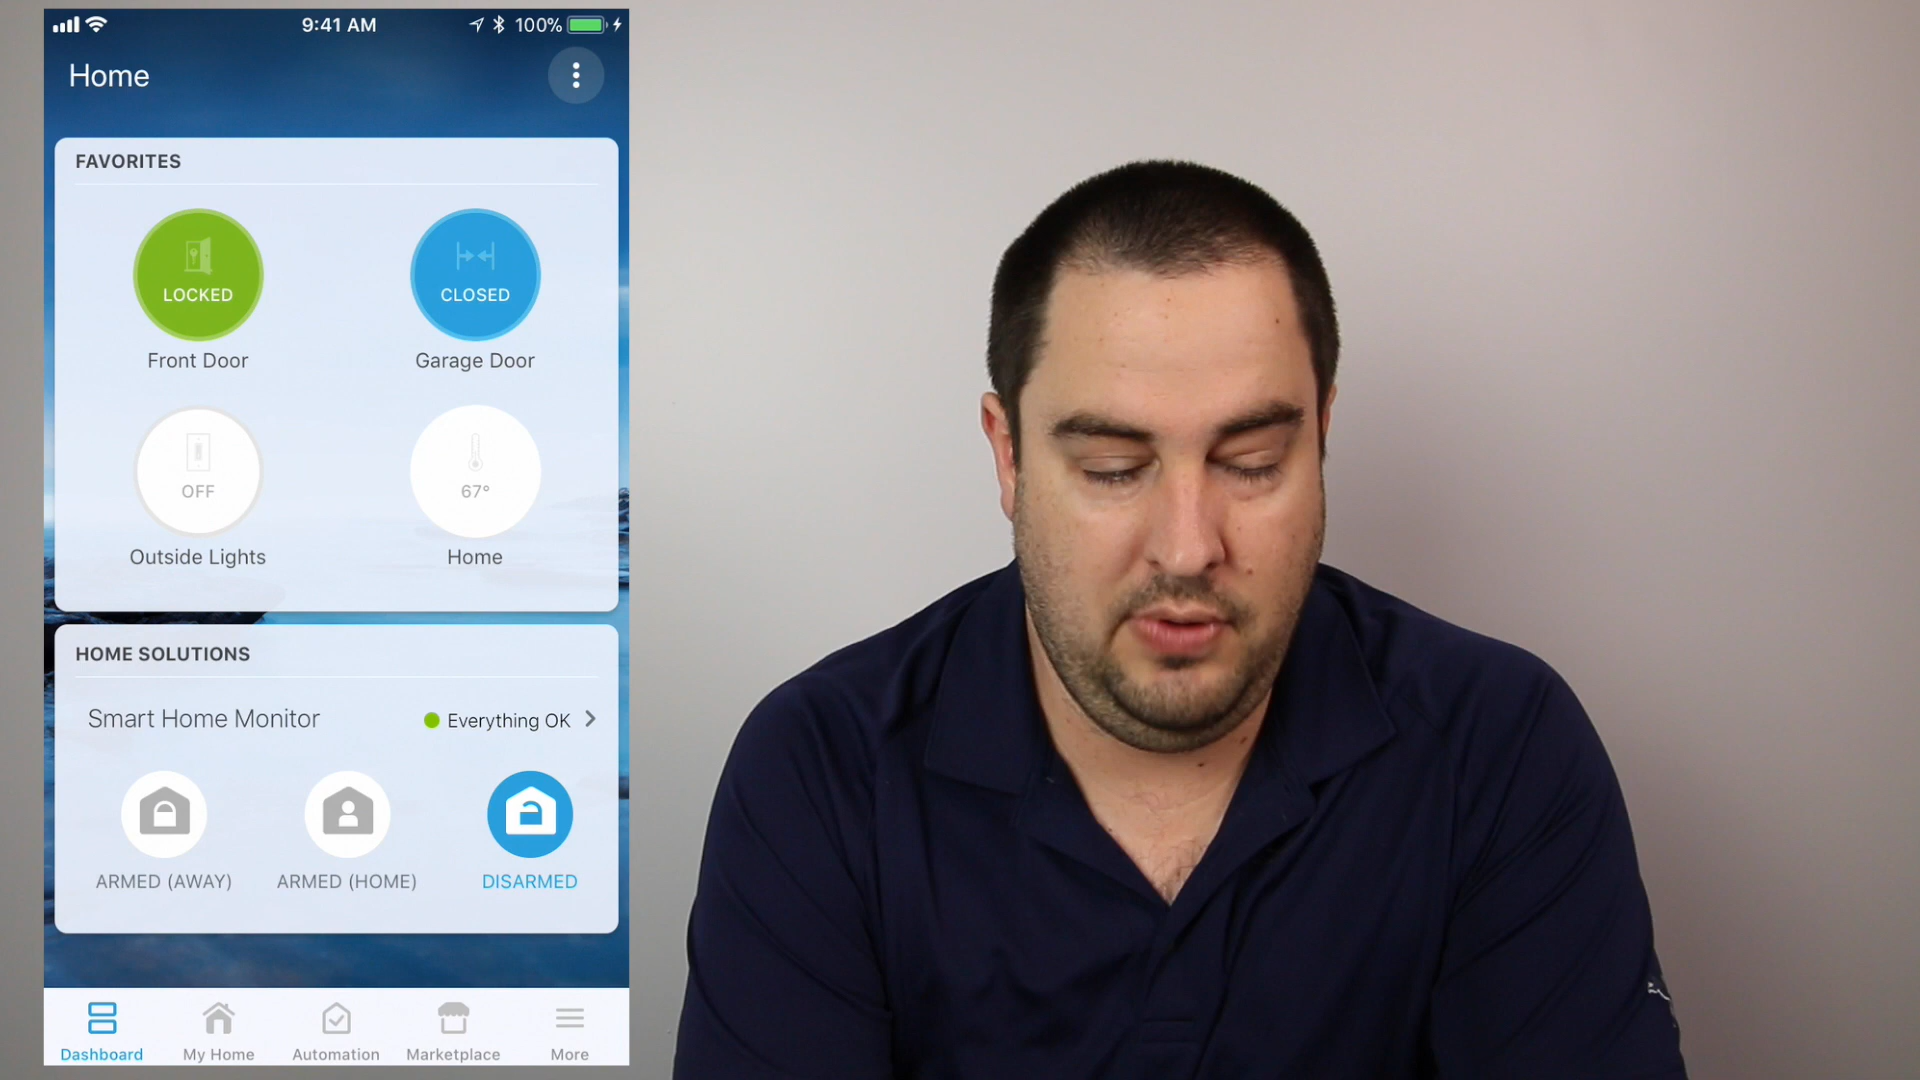 9:41 AM
100%
Home
FAVORITES
LOCKED
CLOSED
Front Door
Garage Door
OFF
67°
Outside Lights
Home
HOME SOLUTIONS
Smart Home Monitor
Everything OK
ARMED (AWAY)
ARMED (HOME)
DISARMED
Dashboard
My Home
Automation
Marketplace
More